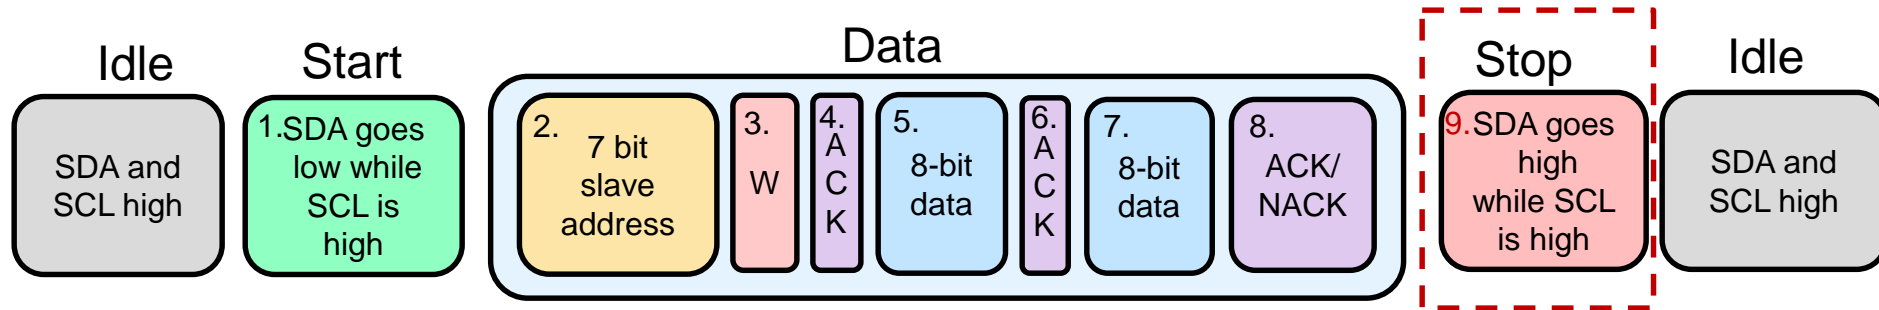 Idle
SDA and
SCL high
Start
1. SDA goes
low while
SCL is
high
Data
2.
7 bit
slave
address
3.
W
4.
A
C
K
5.
8-bit
data
6.
A
C
K
7.
8-bit
data
8.
ACK/
NACK
Stop
9. SDA goes
high
while SCL
is high
Idle
SDA and
SCL high